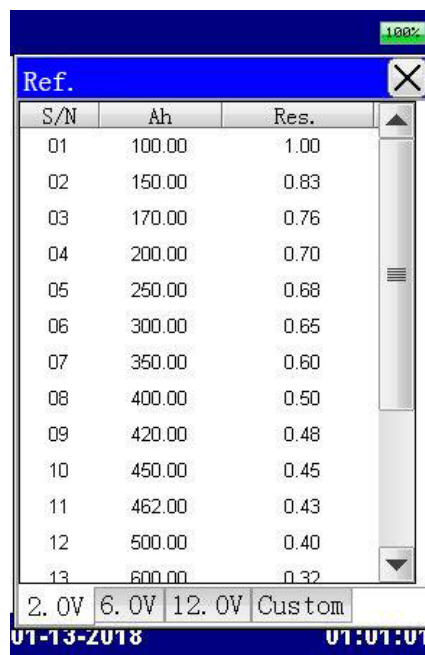 100%
Ref.
S/N Ah Res.
01 100.00 1.00
02 150.00 0.83
03 170.00 0.76
04 200.00 0.70
05 250.00 0.68
06 300.00 0.65
07 350.00 0.60
08 400.00 0.50
09 420.00 0.48
10 450.00 0.45
11 462.00 0.43
12 500.00 0.40
13 600.00 0.32
2.0V 6.0V 12.0V Custom
01-13-2018 01:01:01